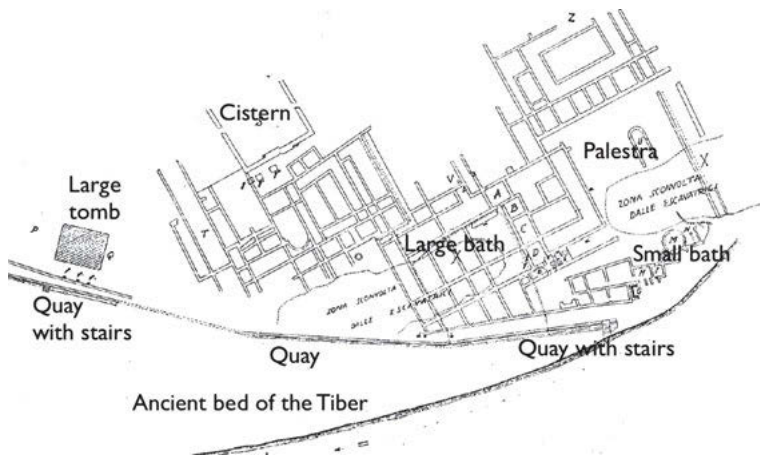 Z
Cistern
Palestra
X
ZONA SCONVOLTA
DALLE ESCAVATRICI
Large
tomb
V
A
B
C
D
P
Q
T
Large bath
Small bath
ZONA SCONVOLTA
DALLE ESCAVATRICI
Quay
with stairs
Quay
Quay with stairs
Ancient bed of the Tiber